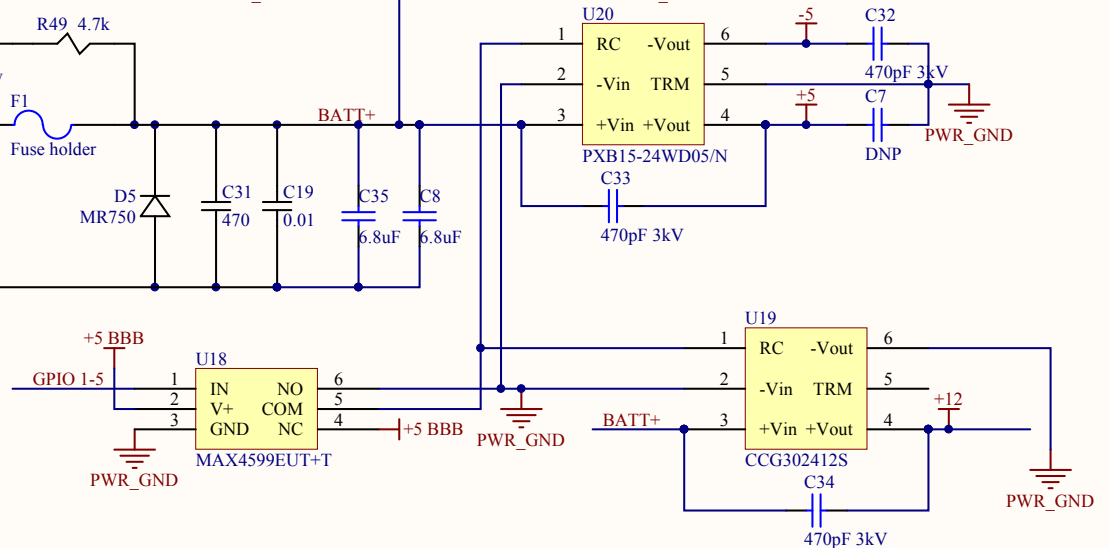 R49 4.7k
F1
Fuse holder
BATT+
D5
MR750
C31
470
C19
0.01
C35
6.8uF
C8
6.8uF
U20
1 RC -Vout 6
2 -Vin TRM 5
3 +Vin +Vout 4
PXB15-24WD05/N
-5
C32
470pF 3kV
+5
C7
DNP
PWR_GND
C33
470pF 3kV
+5 BBB
GPIO 1-5
U18
1 IN NO 6
2 V+ COM 5
3 GND NC 4
MAX4599EUT+T
PWR_GND
+5 BBB
PWR_GND
BATT+
U19
1 RC -Vout 6
2 -Vin TRM 5
3 +Vin +Vout 4
CCG302412S
+12
C34
470pF 3kV
PWR_GND